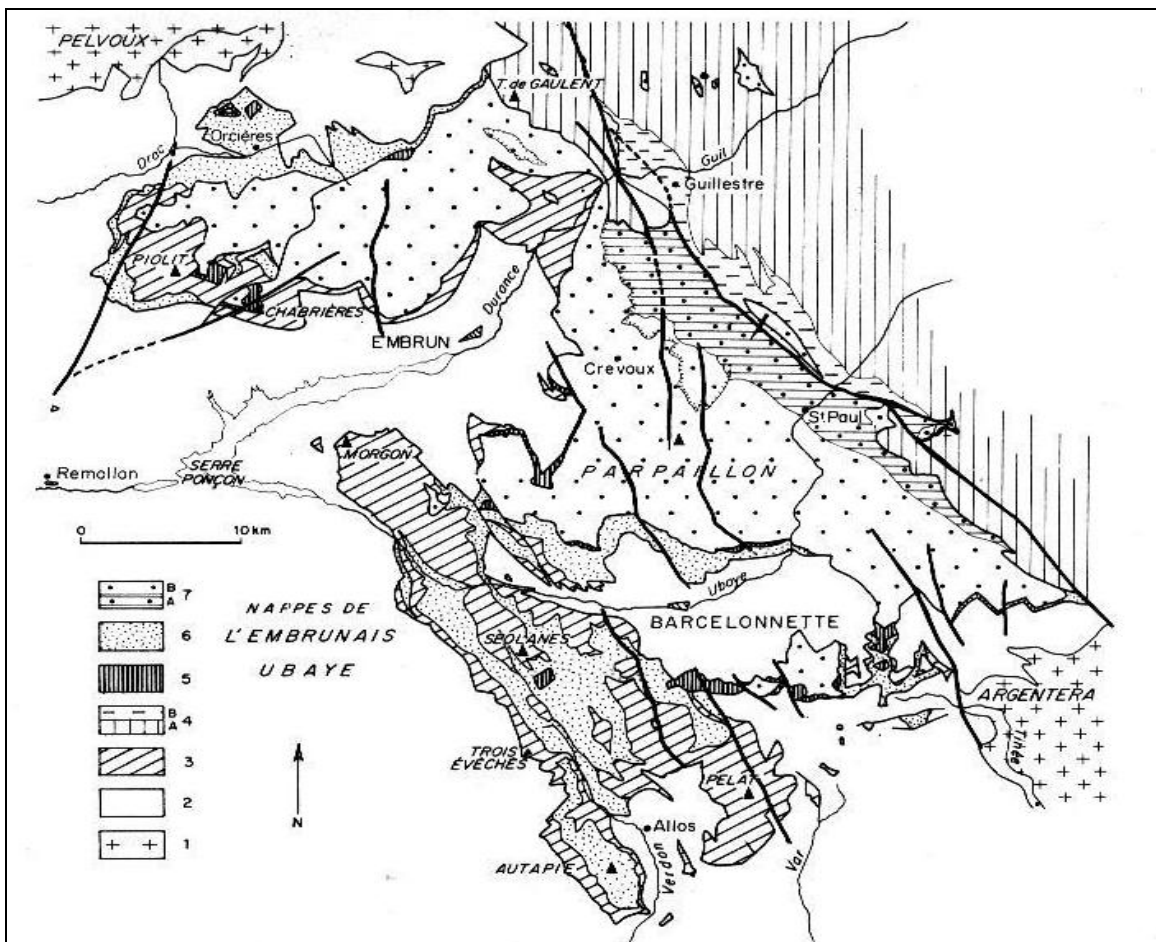 PELVOUX
T. de GAULENT
Orcières
Drac
Guil
Guillestre
PIOLIT
CHABRIÈRES
Durance
EMBRUN
Crevoux
St Paul
MORGON
PARPAILLON
Remollon
SERRE
PONÇON
0 10 km
Ubaye
BARCELONNETTE
B
A 7
6
5
B
A 4
3
2
1
NAPPES DE
L'EMBRUNAIS
UBAYE
N
SÉOLANES
ARGENTERA
Tinée
TROIS
ÉVÊCHÉS
PELAT
Allos
AUTAPIE
Verdon
Var